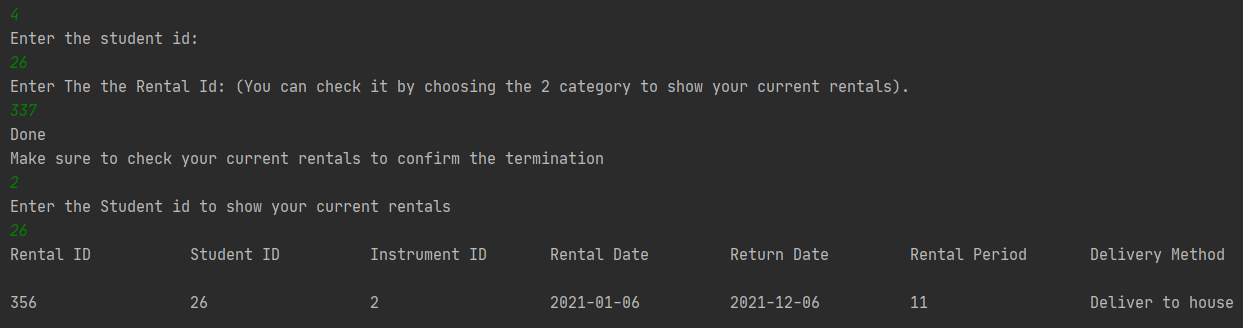 4
Enter the student id:
26
Enter The the Rental Id: (You can check it by choosing the 2 category to show your current rentals).
337
Done
Make sure to check your current rentals to confirm the termination
2
Enter the Student id to show your current rentals
26
Rental ID Student ID Instrument ID Rental Date Return Date Rental Period Delivery Method
356 26 2 2021-01-06 2021-12-06 11 Deliver to house